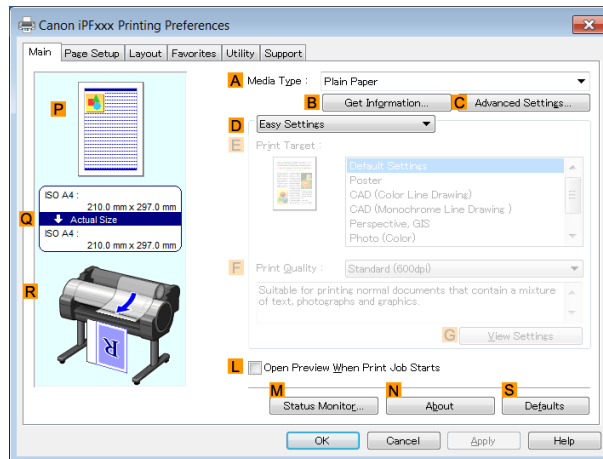 Canon iPFxxx Printing Preferences
Main Page Setup Layout Favorites Utility Support
A Media Type : Plain Paper
B Get Information... C Advanced Settings...
D Easy Settings
E Print Target :
Default Settings
Poster
CAD (Color Line Drawing)
CAD (Monochrome Line Drawing )
Perspective, GIS
Photo (Color)
F Print Quality : Standard (600dpi)
Suitable for printing normal documents that contain a mixture
of text, photographs and graphics.
G View Settings
P
ISO A4 :
210.0 mm x 297.0 mm
Q Actual Size
ISO A4 :
210.0 mm x 297.0 mm
R
R
L Open Preview When Print Job Starts
M N S
Status Monitor... About Defaults
OK Cancel Apply Help